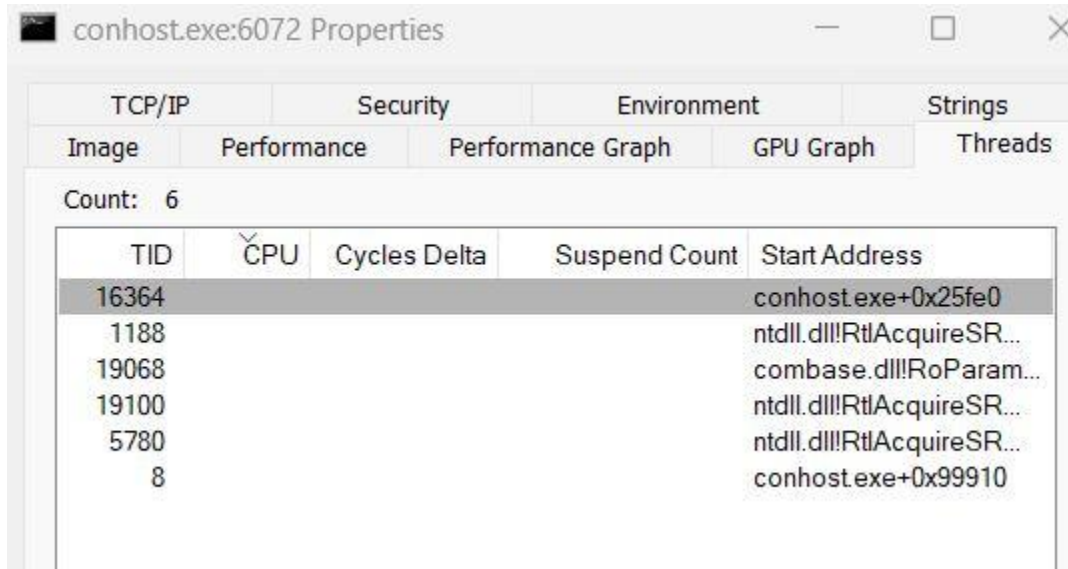 conhost.exe:6072 Properties
TCP/IP Security Environment Strings
Image Performance Performance Graph GPU Graph Threads
Count: 6
TID CPU Cycles Delta Suspend Count Start Address
16364 conhost.exe+0x25fe0
1188 ntdll.dll!RtlAcquireSR...
19068 combase.dll!RoParam...
19100 ntdll.dll!RtlAcquireSR...
5780 ntdll.dll!RtlAcquireSR...
8 conhost.exe+0x99910